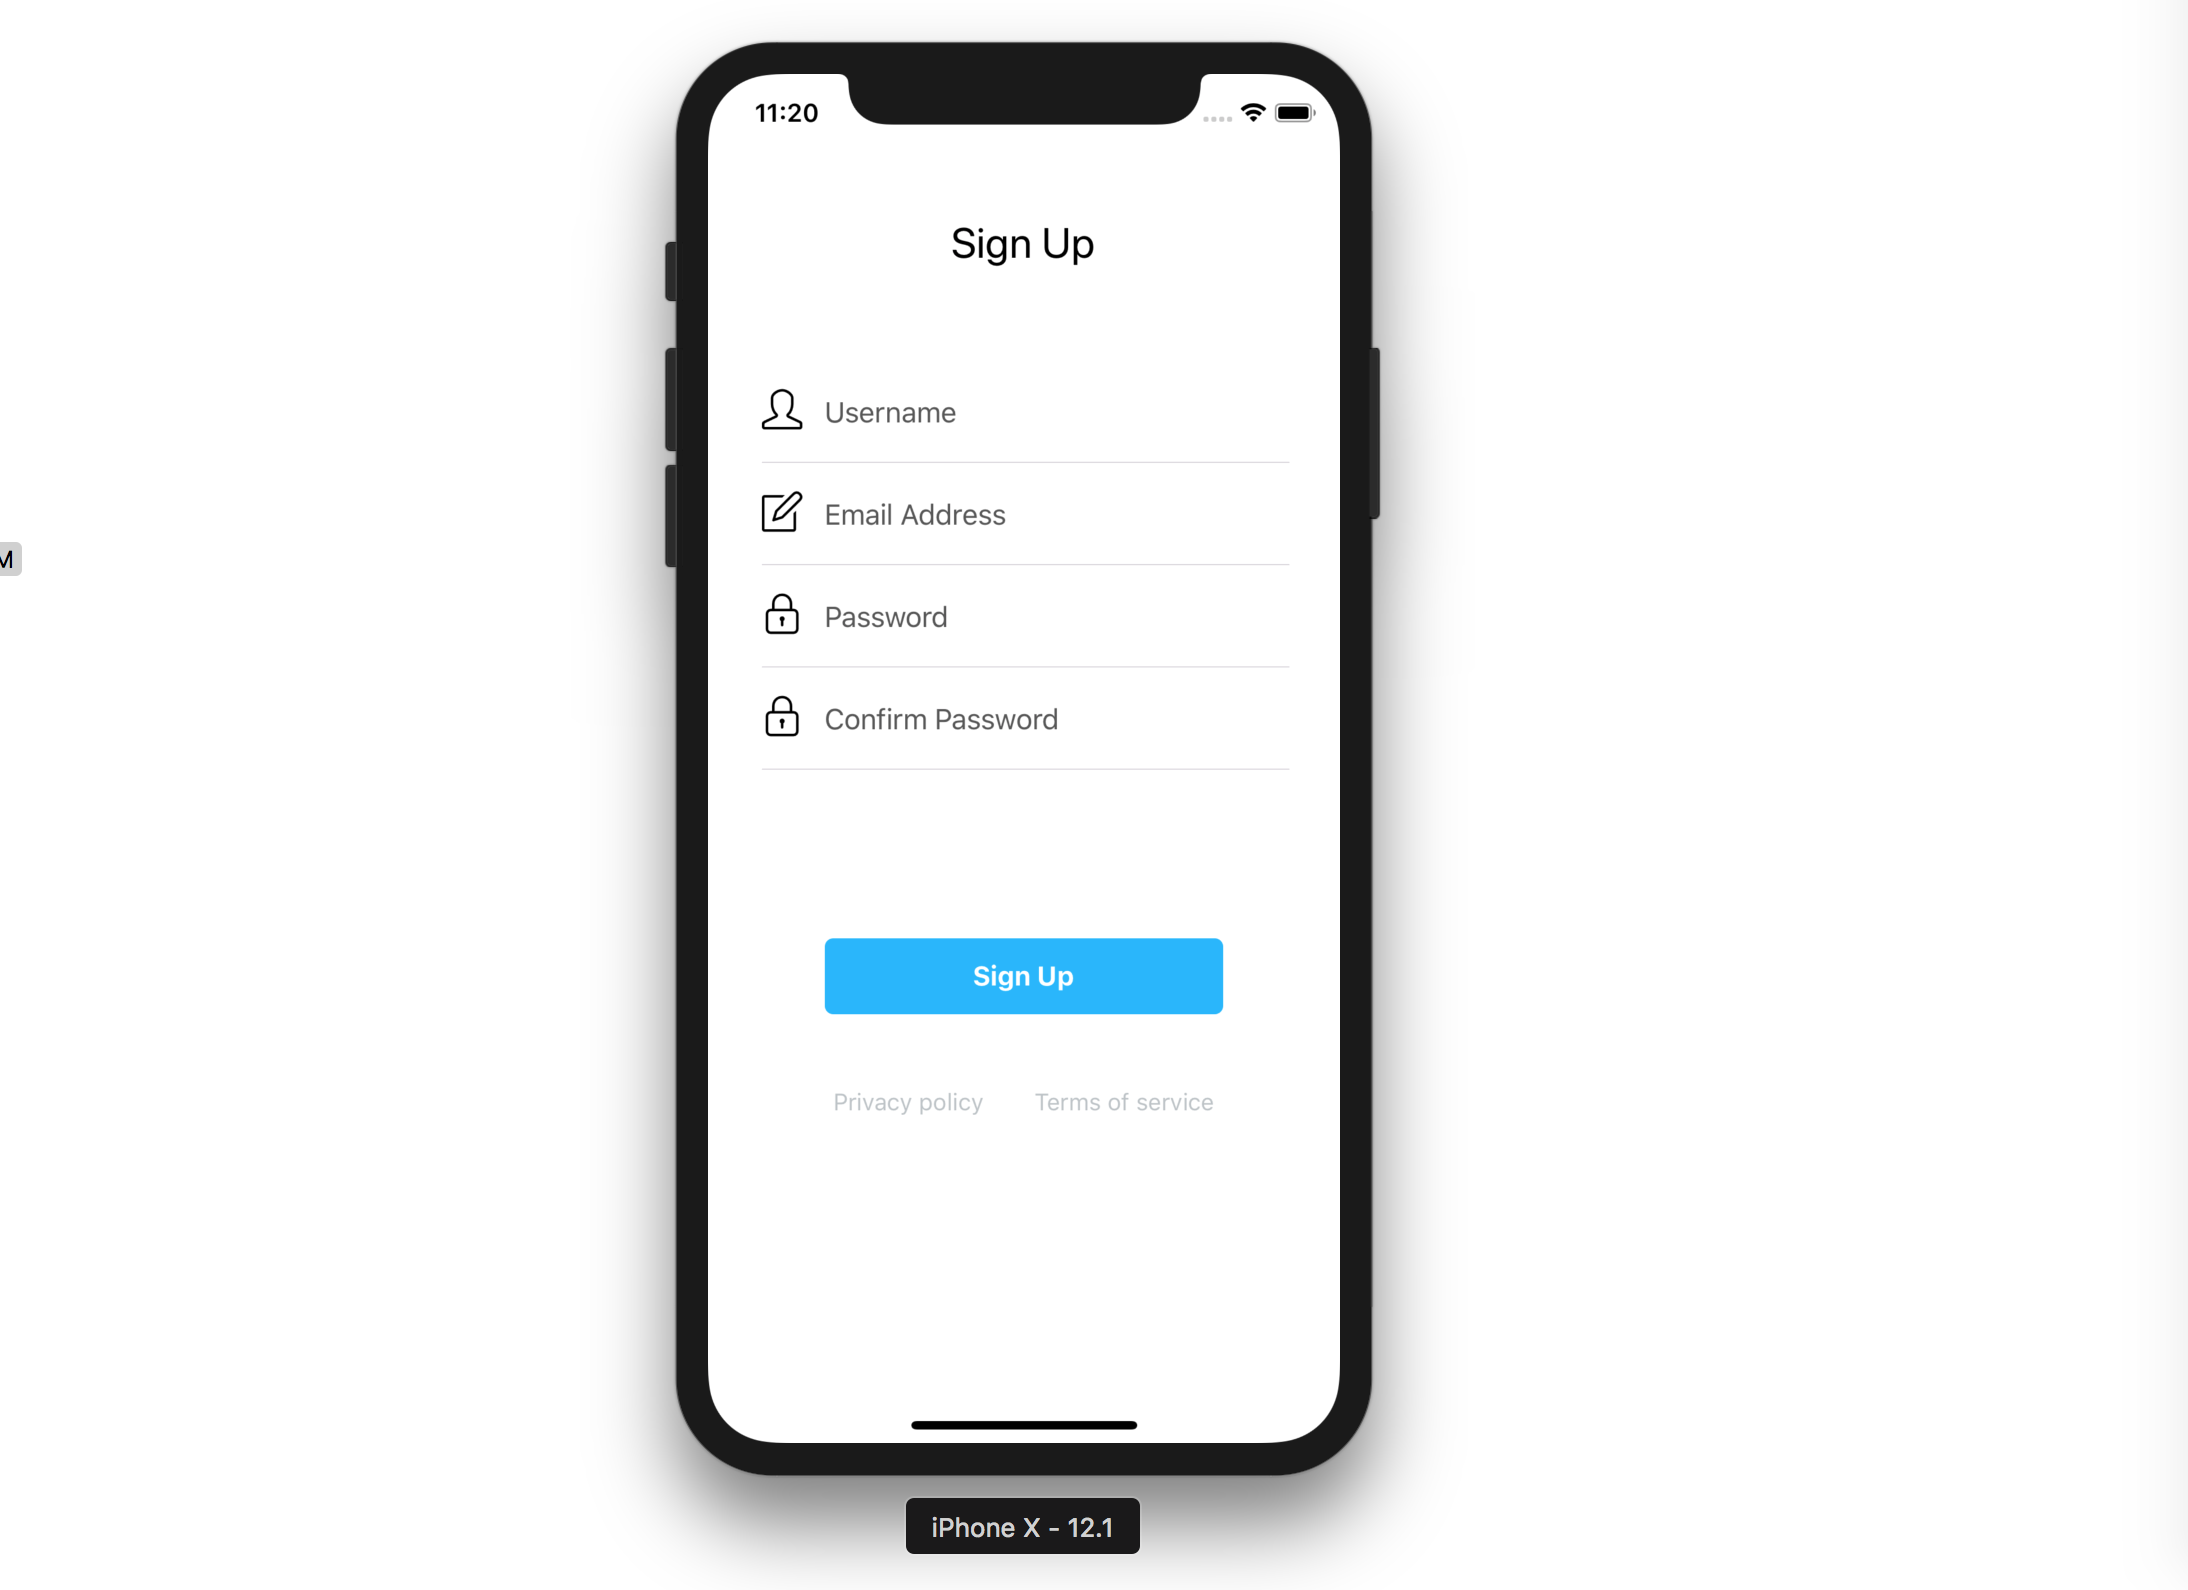 11:20
Sign Up
Username
Email Address
M
Password
Confirm Password
Sign Up
Privacy policy Terms of service
iPhone X - 12.1